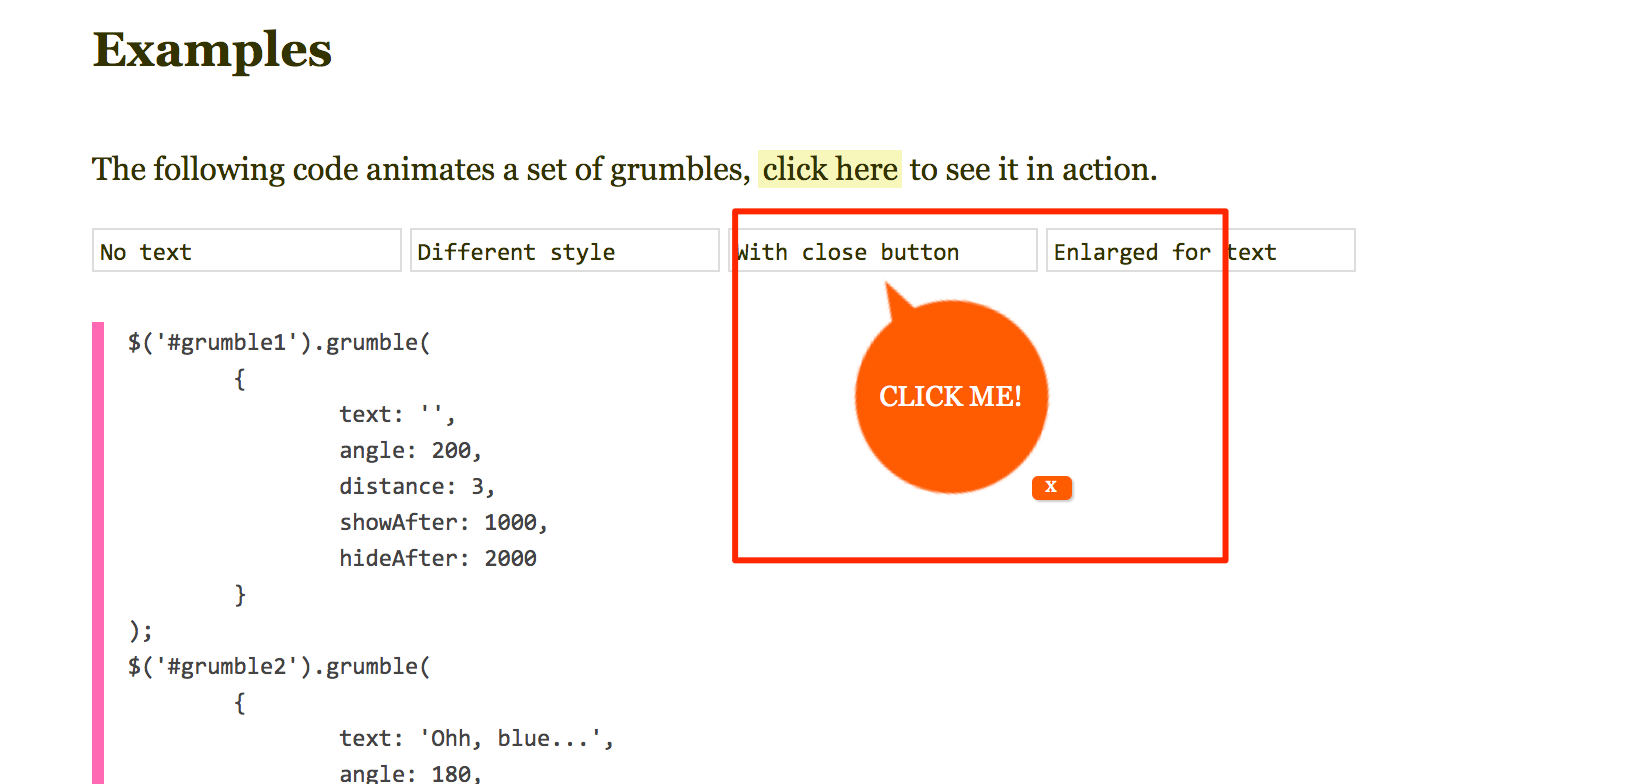 Examples
The following code animates a set of grumbles, click here to see it in action.
No text
Different style
With close button
Enlarged for text
CLICK ME!
x
$('#grumble1').grumble(
{
text: '',
angle: 200,
distance: 3,
showAfter: 1000,
hideAfter: 2000
}
);
$('#grumble2').grumble(
{
text: 'Ohh, blue...',
angle: 180,